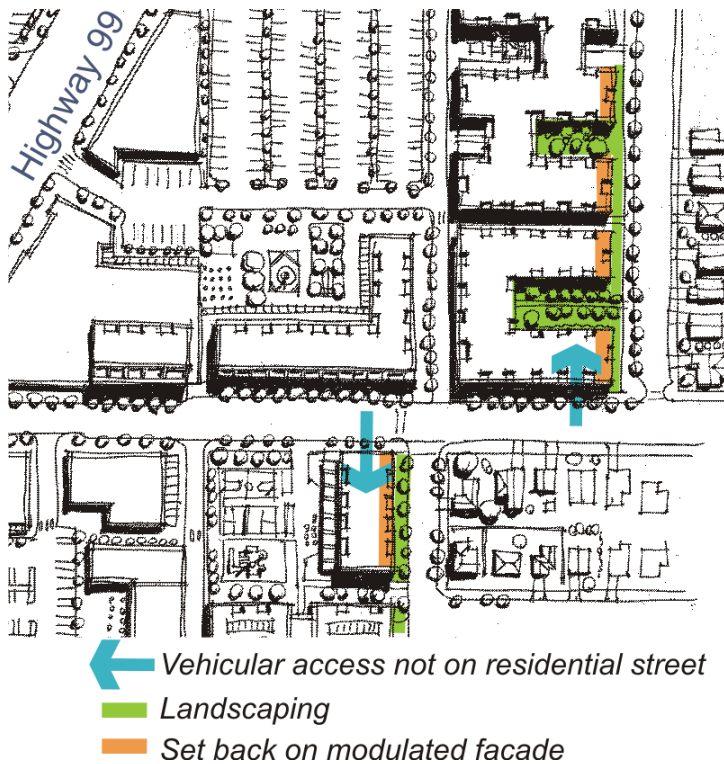 Highway 99
Vehicular access not on residential street
Landscaping
Set back on modulated facade